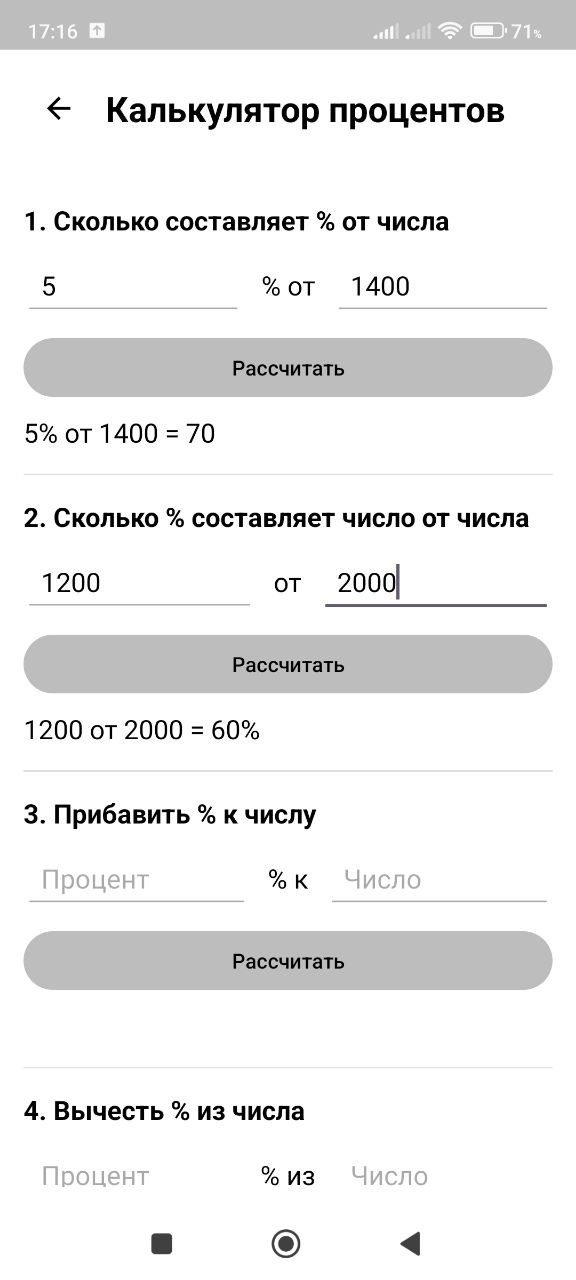 17:16 71%
Калькулятор процентов
1. Сколько составляет % от числа
5 % от 1400
Рассчитать
5% от 1400 = 70
2. Сколько % составляет число от числа
1200 от 2000
Рассчитать
1200 от 2000 = 60%
3. Прибавить % к числу
Процент % к Число
Рассчитать
4. Вычесть % из числа
Процент % из Число